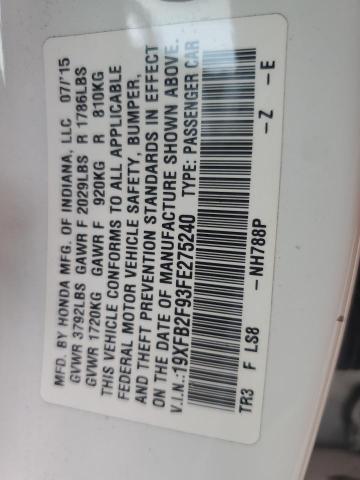 MFD. BY HONDA MFG. OF INDIANA, LLC 07/'15
GVWR 3792LBS GAWR F 2029LBS R 1786LBS
GVWR 1720KG GAWR F 920KG R 810KG
THIS VEHICLE CONFORMS TO ALL APPLICABLE
FEDERAL MOTOR VEHICLE SAFETY, BUMPER,
AND THEFT PREVENTION STANDARDS IN EFFECT
ON THE DATE OF MANUFACTURE SHOWN ABOVE.
V.I.N.:19XFB2F93FE275240 TYPE: PASSENGER CAR
TR3 F LS8 -NH788P -Z -E